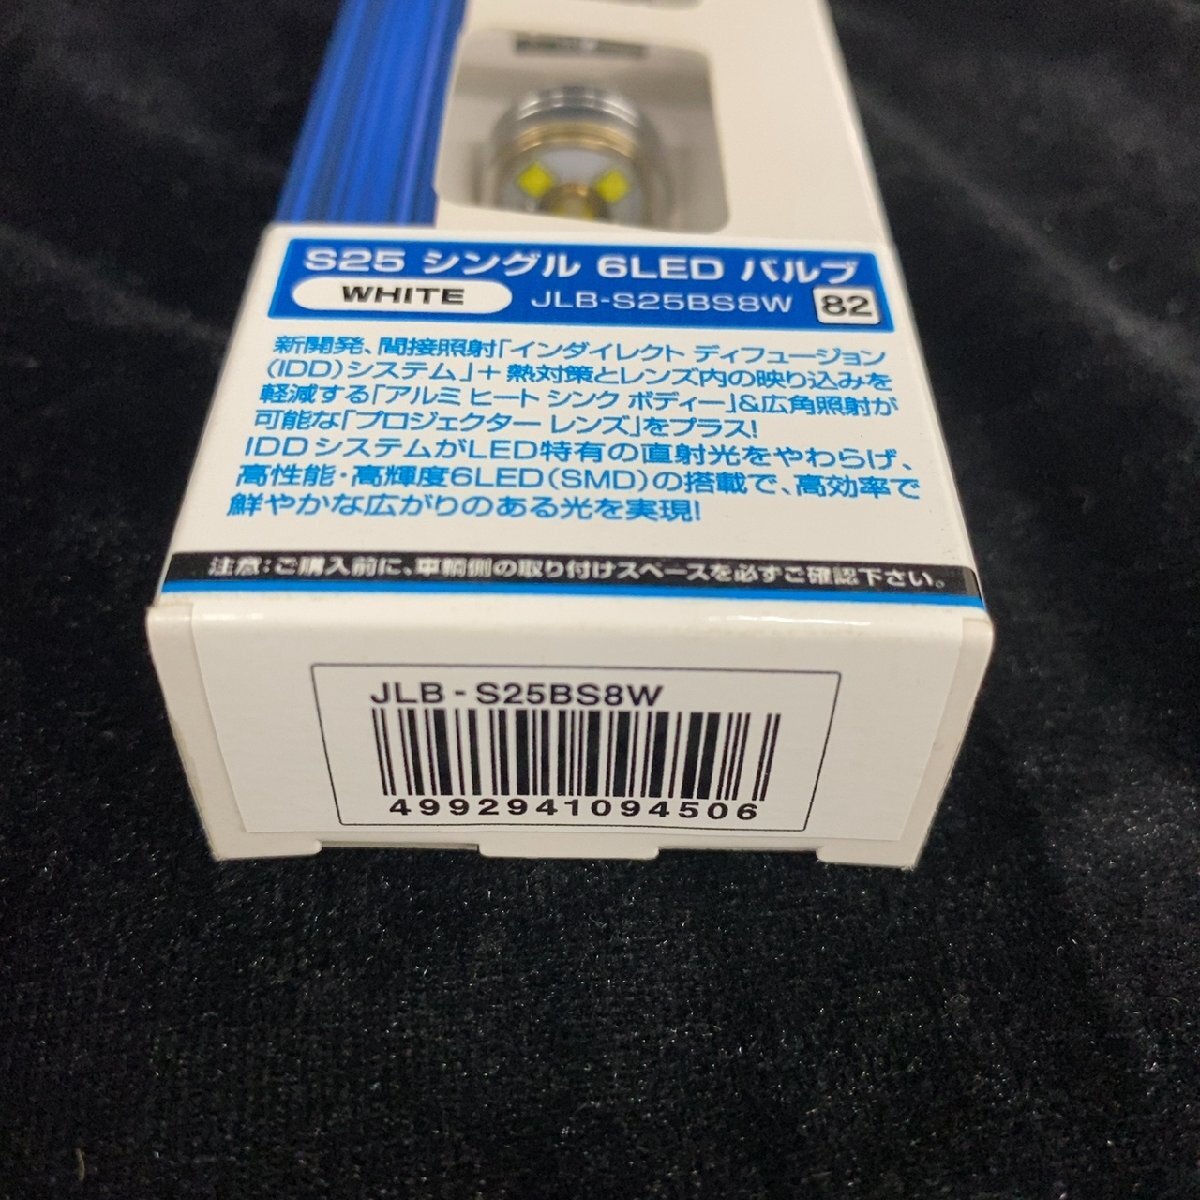 S25 シングル 6LED バルブ
WHITE JLB-S25BS8W 82
新開発、間接照射「インダイレクト ディフュージョン
(IDD)システム」+ 熱対策とレンズ内の映り込みを
軽減する「アルミ ヒート シンク ボディー」&広角照射が
可能な「プロジェクター レンズ」をプラス!
IDDシステムがLED特有の直射光をやわらげ、
高性能・高輝度6LED(SMD)の搭載で、高効率で
鮮やかな広がりのある光を実現!
注意:ご購入前に、車輌側の取り付けスペースを必ずご確認下さい。
JLB - S25BS8W
4992941094506